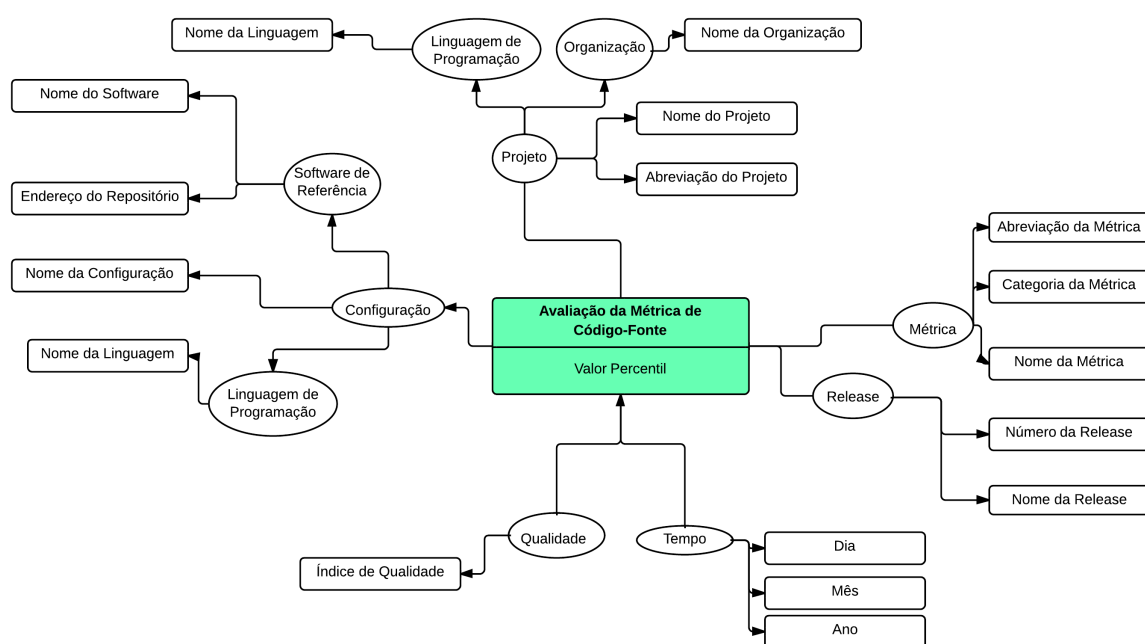 Nome da Linguagem
Linguagem de
Programação
Organização
Nome da Organização
Nome do Software
Nome do Projeto
Projeto
Software de
Referência
Abreviação do Projeto
Endereço do Repositório
Abreviação da Métrica
Nome da Configuração
Categoria da Métrica
Configuração
Avaliação da Métrica de
Código-Fonte
Métrica
Nome da Linguagem
Valor Percentil
Nome da Métrica
Linguagem de
Programação
Release
Número da Release
Nome da Release
Qualidade
Tempo
Dia
Índice de Qualidade
Mês
Ano